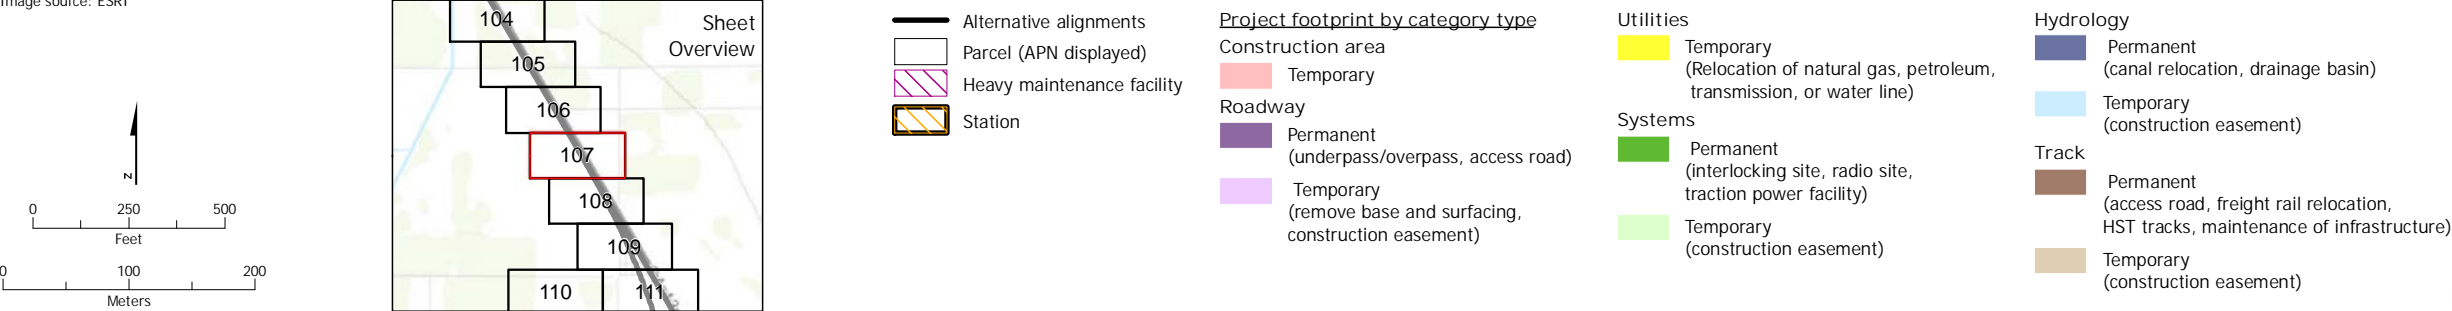 Image source: ESRI
N
0 250 500
Feet
0 100 200
Meters
Sheet
Overview
104
105
106
107
108
109
110
111
Alternative alignments
Parcel (APN displayed)
Heavy maintenance facility
Station
Project footprint by category type
Construction area
Temporary
Roadway
Permanent
(underpass/overpass, access road)
Temporary
(remove base and surfacing,
construction easement)
Utilities
Temporary
(Relocation of natural gas, petroleum,
transmission, or water line)
Systems
Permanent
(interlocking site, radio site,
traction power facility)
Temporary
(construction easement)
Hydrology
Permanent
(canal relocation, drainage basin)
Temporary
(construction easement)
Track
Permanent
(access road, freight rail relocation,
HST tracks, maintenance of infrastructure)
Temporary
(construction easement)